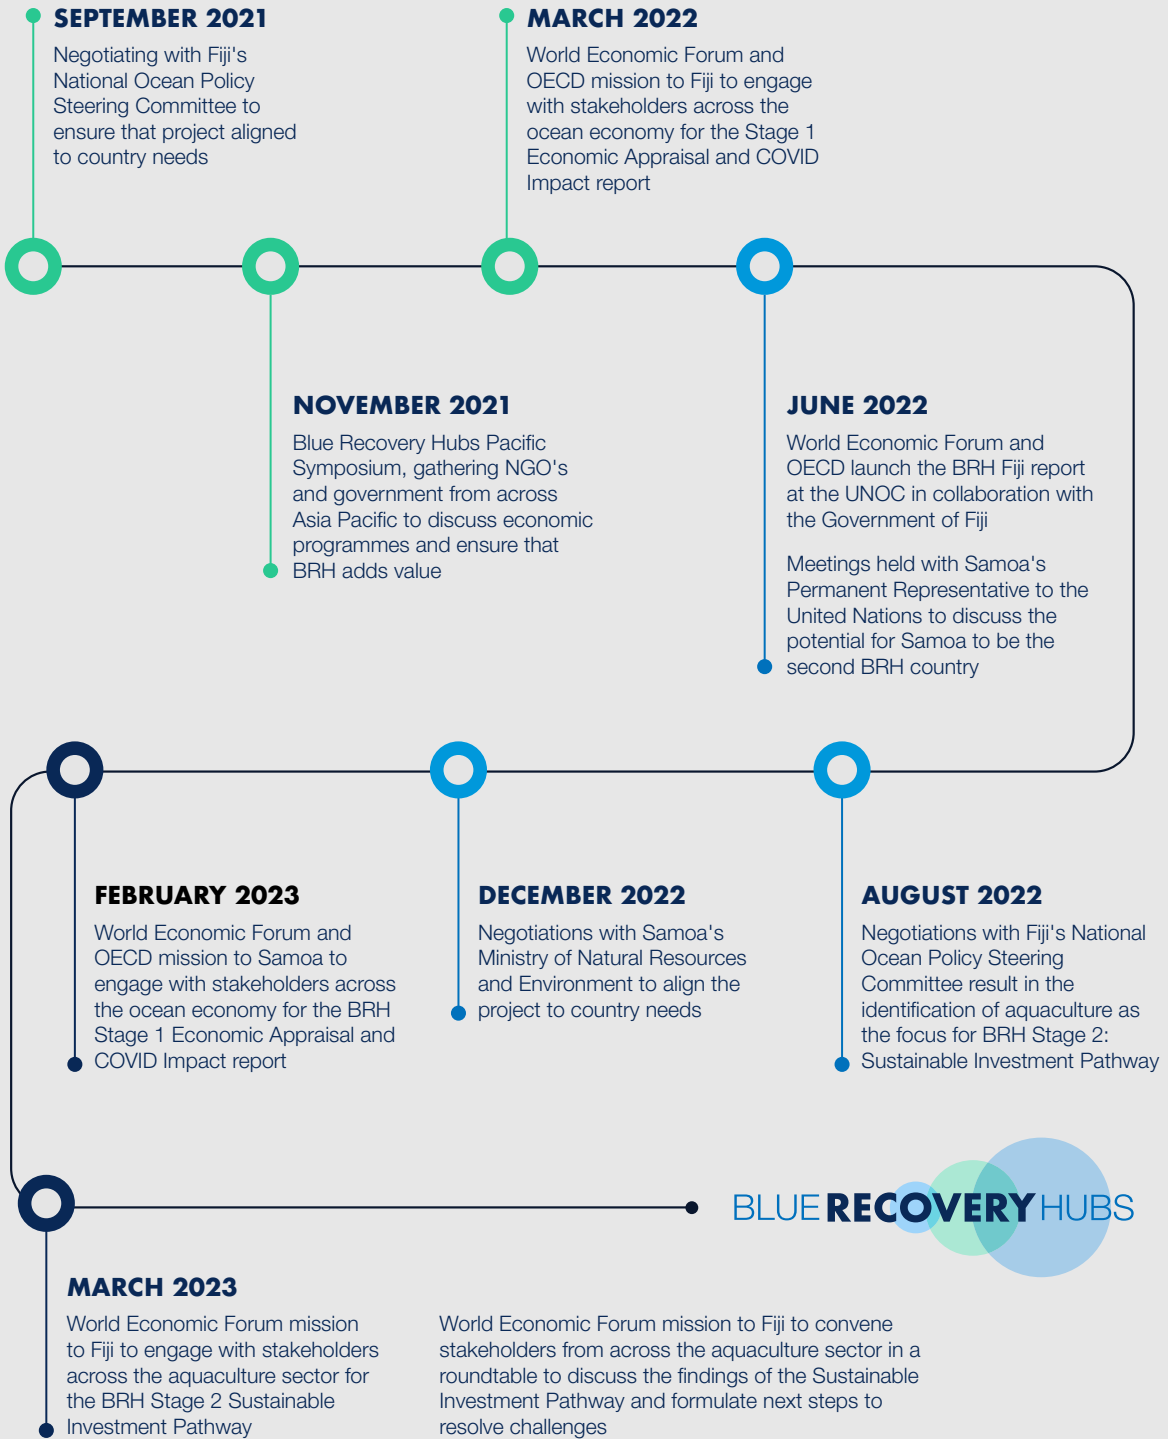 SEPTEMBER 2021
Negotiating with Fiji's
National Ocean Policy
Steering Committee to
ensure that project aligned
to country needs
MARCH 2022
World Economic Forum and
OECD mission to Fiji to engage
with stakeholders across the
ocean economy for the Stage 1
Economic Appraisal and COVID
Impact report
NOVEMBER 2021
Blue Recovery Hubs Pacific
Symposium, gathering NGO's
and government from across
Asia Pacific to discuss economic
programmes and ensure that
BRH adds value
JUNE 2022
World Economic Forum and
OECD launch the BRH Fiji report
at the UNOC in collaboration with
the Government of Fiji
Meetings held with Samoa's
Permanent Representative to the
United Nations to discuss the
potential for Samoa to be the
second BRH country
FEBRUARY 2023
World Economic Forum and
OECD mission to Samoa to
engage with stakeholders across
the ocean economy for the BRH
Stage 1 Economic Appraisal and
COVID Impact report
DECEMBER 2022
Negotiations with Samoa's
Ministry of Natural Resources
and Environment to align the
project to country needs
AUGUST 2022
Negotiations with Fiji's National
Ocean Policy Steering
Committee result in the
identification of aquaculture as
the focus for BRH Stage 2:
Sustainable Investment Pathway
BLUE RECOVERY HUBS
MARCH 2023
World Economic Forum mission
to Fiji to engage with stakeholders
across the aquaculture sector for
the BRH Stage 2 Sustainable
Investment Pathway
World Economic Forum mission to Fiji to convene
stakeholders from across the aquaculture sector in a
roundtable to discuss the findings of the Sustainable
Investment Pathway and formulate next steps to
resolve challenges